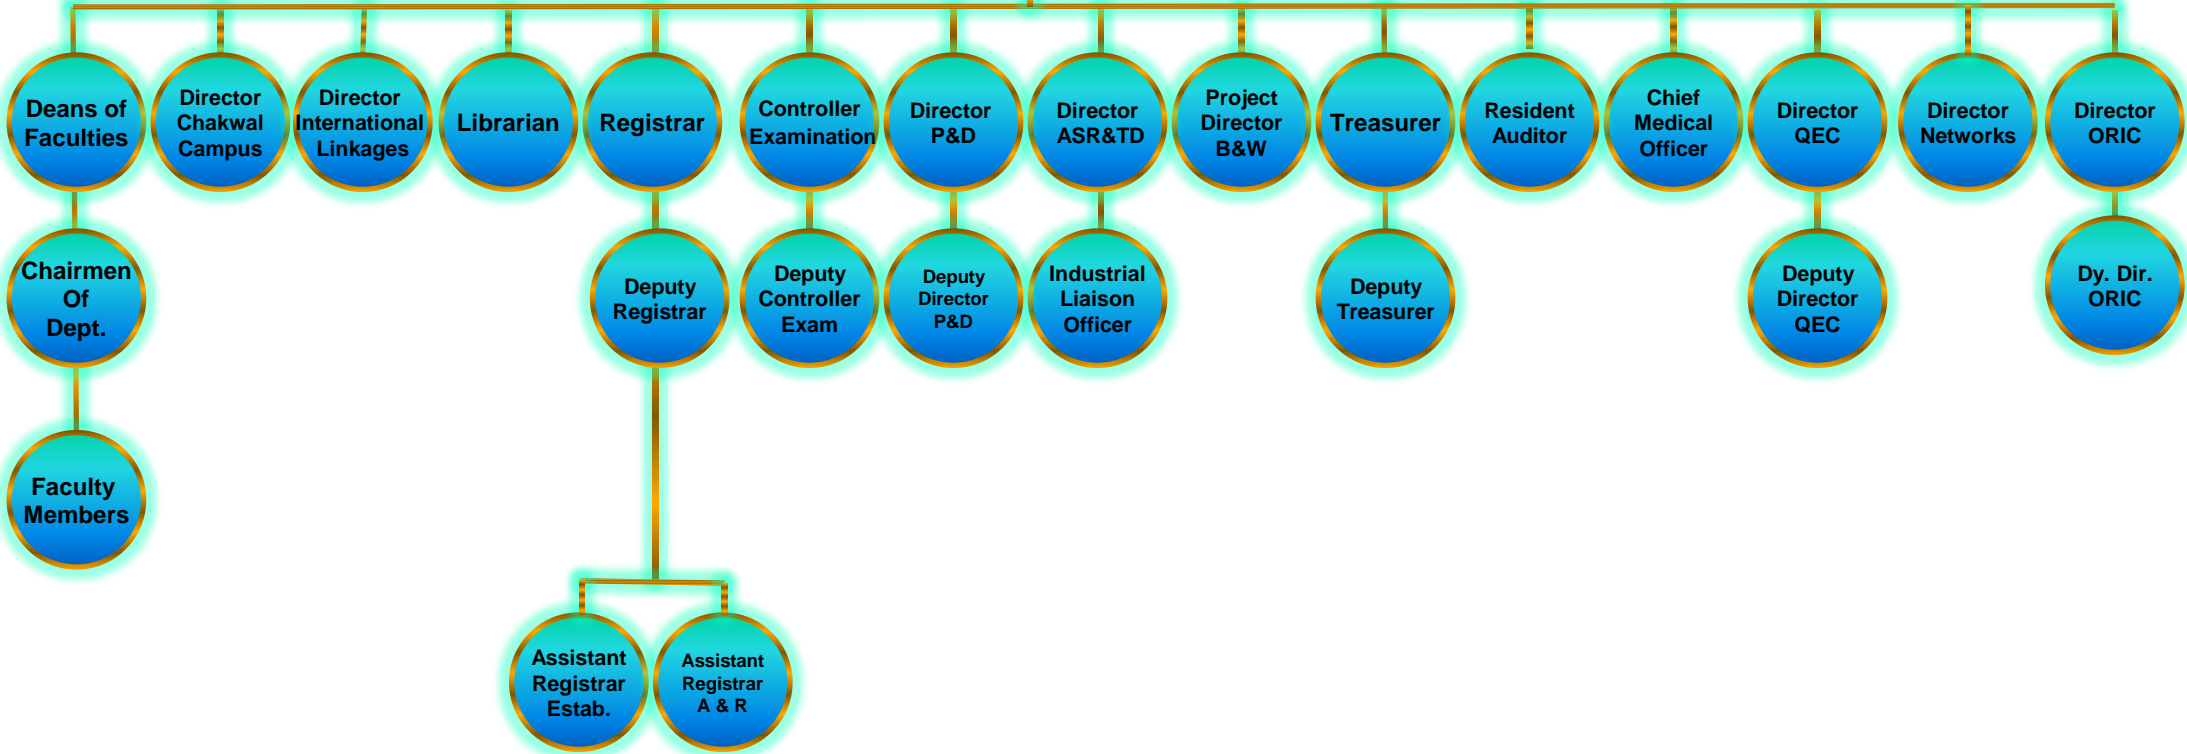 Deans of
Faculties
Director
Chakwal
Campus
Director
International
Linkages
Librarian
Registrar
Controller
Examination
Director
P&D
Director
ASR&TD
Project
Director
B&W
Treasurer
Resident
Auditor
Chief
Medical
Officer
Director
QEC
Director
Networks
Director
ORIC
Chairmen
Of
Dept.
Deputy
Registrar
Deputy
Controller
Exam
Deputy
Director
P&D
Industrial
Liaison
Officer
Deputy
Treasurer
Deputy
Director
QEC
Dy. Dir.
ORIC
Faculty
Members
Assistant
Registrar
Estab.
Assistant
Registrar
A & R